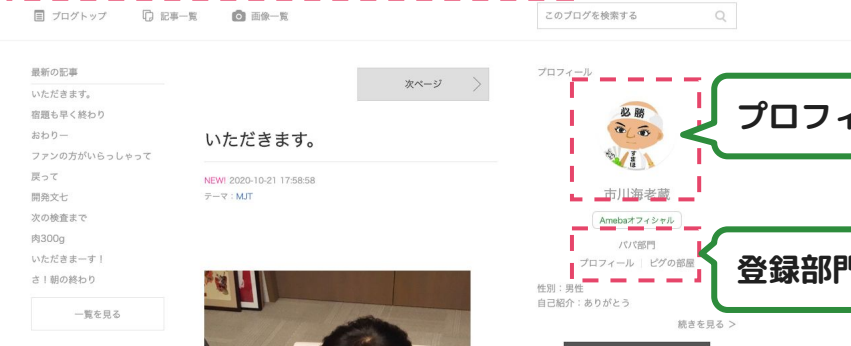 ブログトップ
記事一覧
画像一覧
このブログを検索する
最新の記事
いただきます。
宿題も早く終わり
おわりー
ファンの方がいらっしゃって
戻って
開発文七
次の検査まで
肉300g
いただきまーす！
さ！朝の終わり
一覧を見る
次ページ
いただきます。
NEW! 2020-10-21 17:58:58
テーマ：MJT
プロフィール
必勝
市川海老蔵
Amebaオフィシャル
パパ部門
プロフィール | ピグの部屋
性別：男性
自己紹介：ありがとう
続きを見る ＞
プロフィ
登録部門